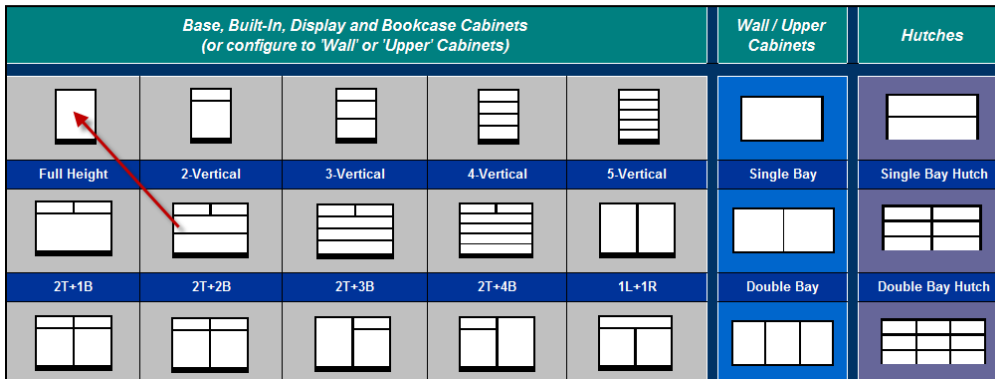 Base, Built-In, Display and Bookcase Cabinets
(or configure to 'Wall' or 'Upper' Cabinets)
Wall / Upper
Cabinets
Hutches
Full Height
2-Vertical
3-Vertical
4-Vertical
5-Vertical
Single Bay
Single Bay Hutch
2T+1B
2T+2B
2T+3B
2T+4B
1L+1R
Double Bay
Double Bay Hutch